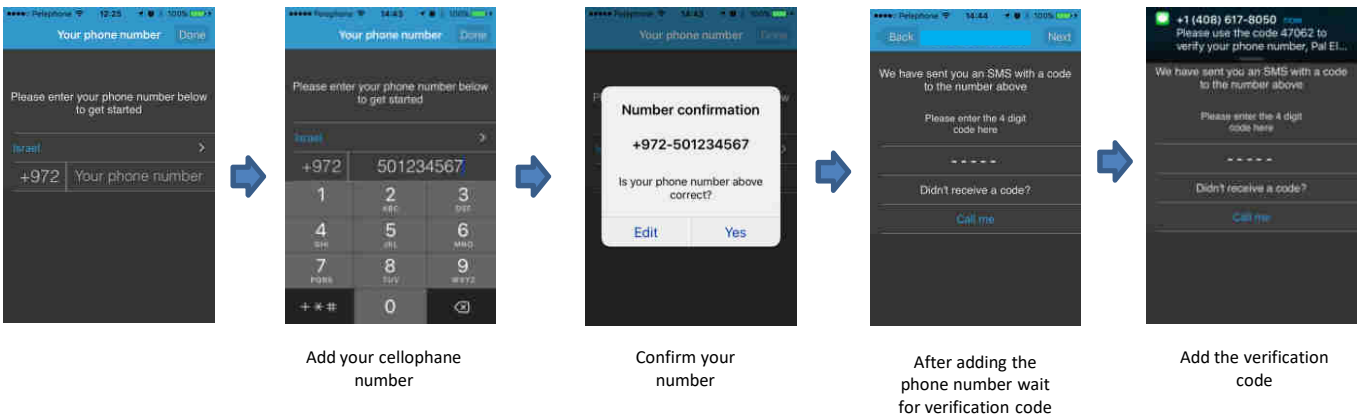 Pelephone 12:25 100%
Your phone number Done
Please enter your phone number below
to get started
Israel
+972 Your phone number
Pelephone 14:43 100%
Your phone number Done
Please enter your phone number below
to get started
Israel
+972 501234567
1 2 3
ABC DEF
4 5 6
GHI JKL MNO
7 8 9
PQRS TUV WXYZ
+*# 0
Add your cellophane
number
Pelephone 14:43 100%
Your phone number Done
Number confirmation
+972-501234567
Is your phone number above
correct?
Edit Yes
Confirm your
number
Pelephone 14:44 100%
Back Next
We have sent you an SMS with a code
to the number above
Please enter the 4 digit
code here
- - - - -
Didn't receive a code?
Call me
After adding the
phone number wait
for verification code
+1 (408) 617-8050 now
Please use the code 47062 to
verify your phone number, Pal El...
We have sent you an SMS with a code
to the number above
Please enter the 4 digit
code here
- - - - -
Didn't receive a code?
Call me
Add the verification
code